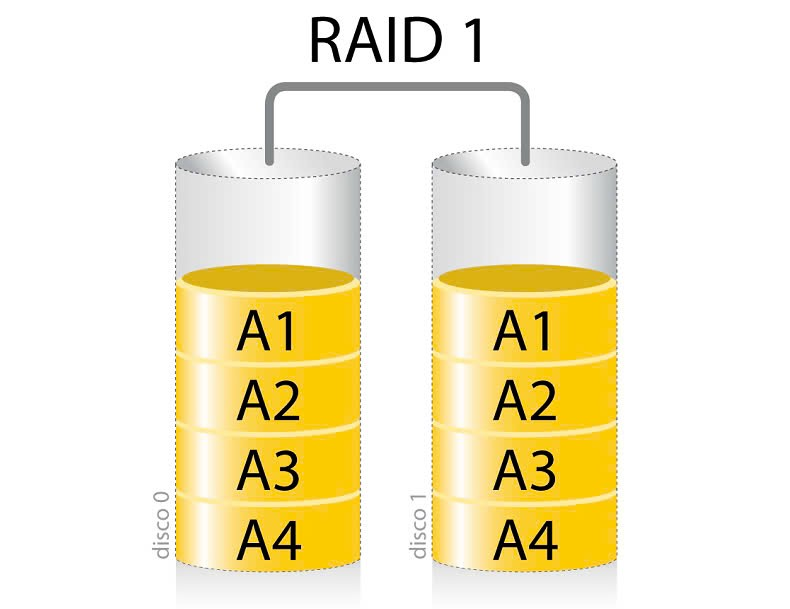 RAID 1
A1
A2
A3
A4
disco 0
A1
A2
A3
A4
disco 1